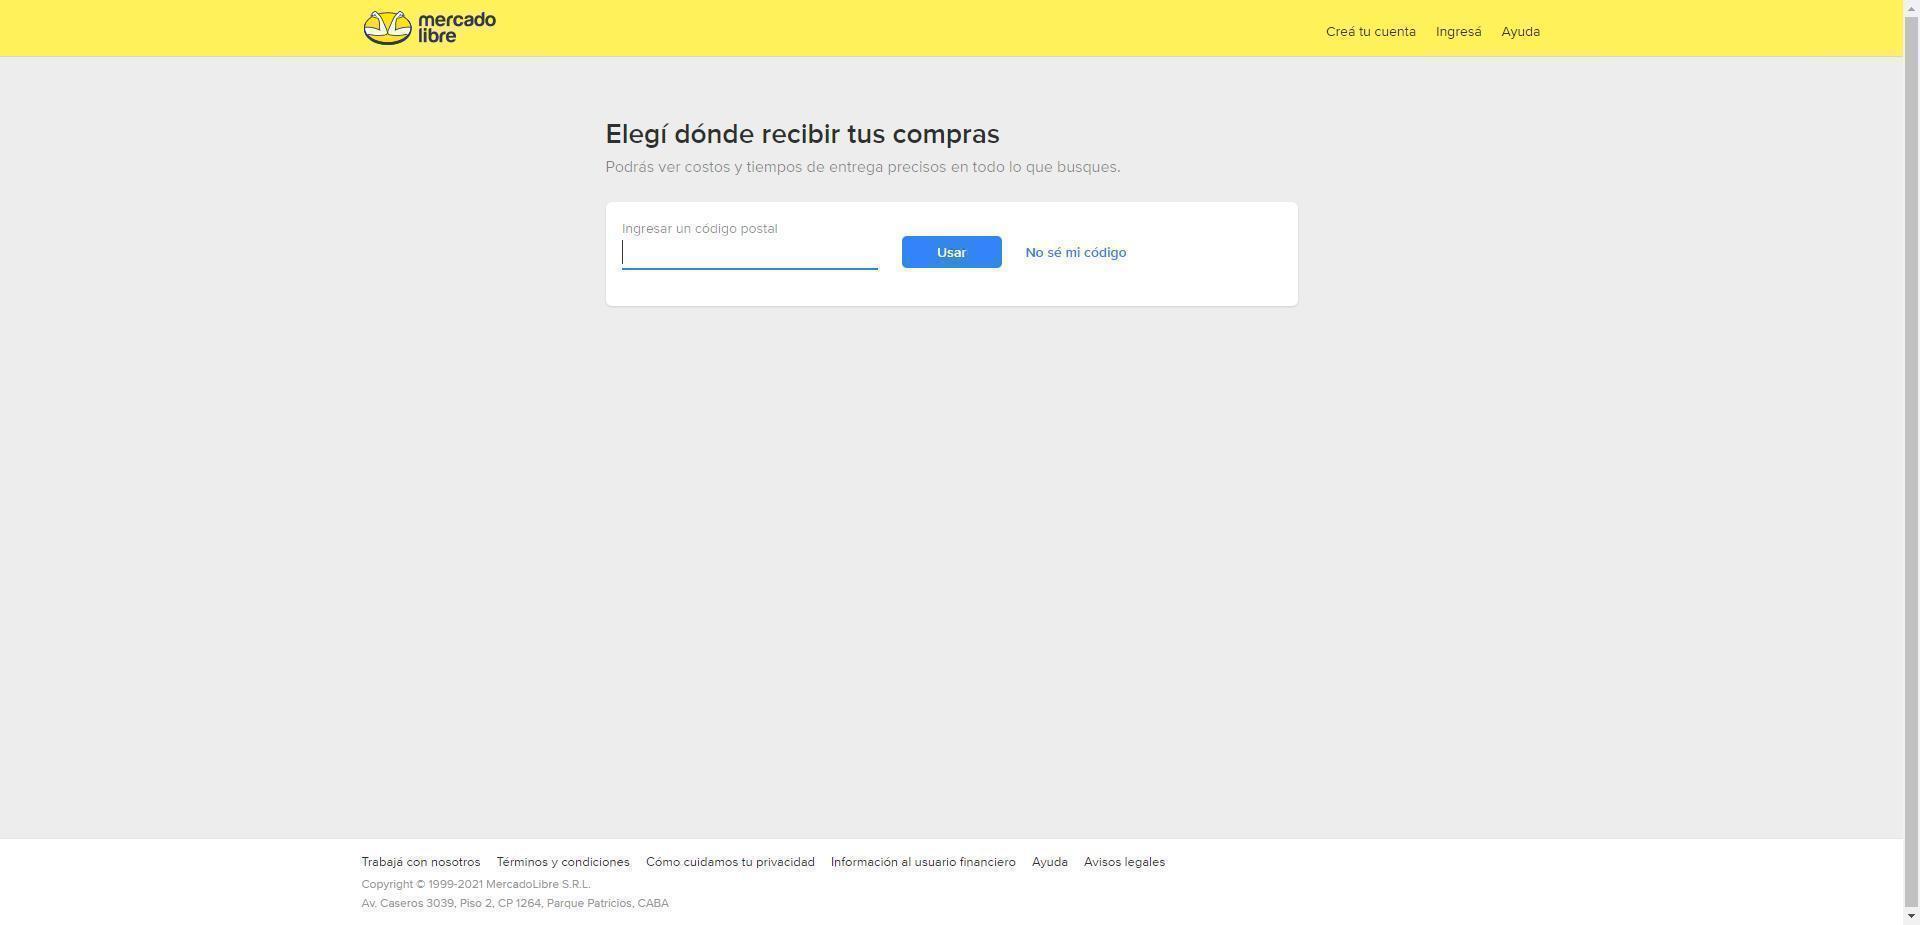 mercado
libre
Creá tu cuenta Ingresá Ayuda
Elegí dónde recibir tus compras
Podrás ver costos y tiempos de entrega precisos en todo lo que busques.
Ingresar un código postal
Usar No sé mi código
Trabajá con nosotros Términos y condiciones Cómo cuidamos tu privacidad Información al usuario financiero Ayuda Avisos legales
Copyright © 1999-2021 MercadoLibre S.R.L.
Av. Caseros 3039, Piso 2, CP 1264, Parque Patricios, CABA